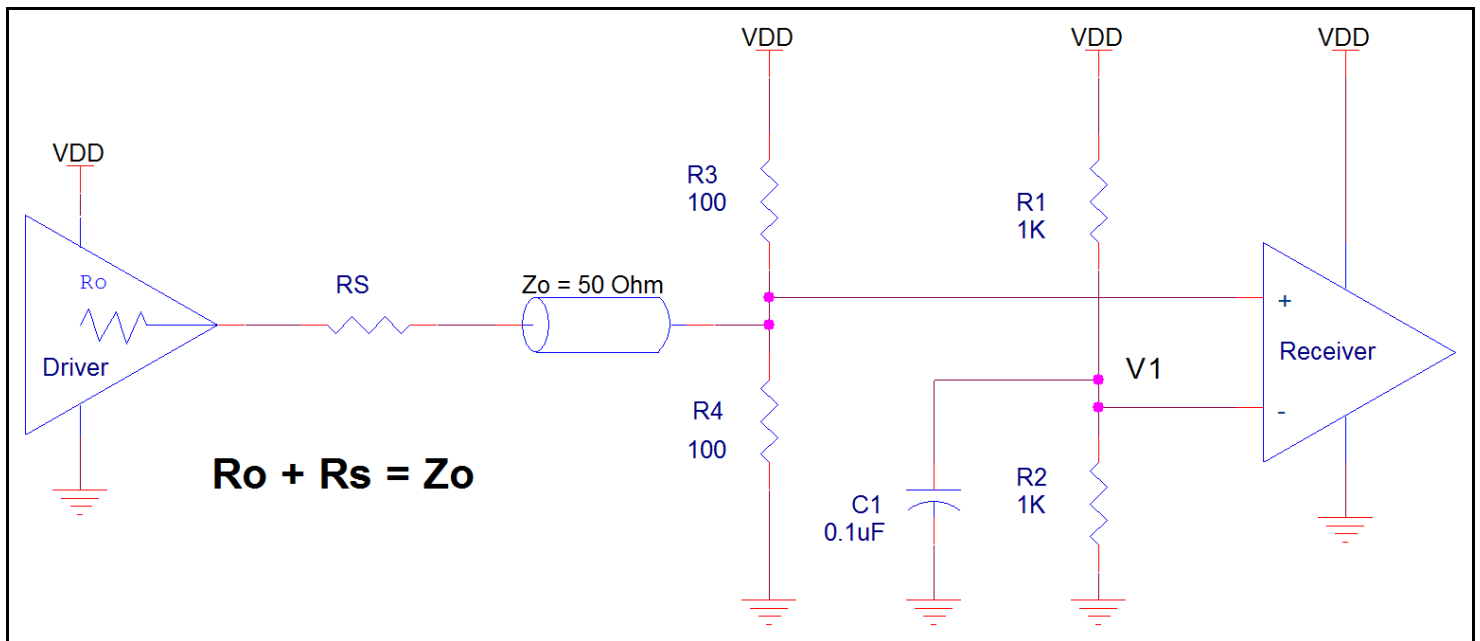 VDD
VDD
VDD
VDD
Ro
Driver
RS
Zo = 50 Ohm
R3
100
R4
100
R1
1K
V1
R2
1K
C1
0.1uF
+
Receiver
-
Ro + Rs = Zo